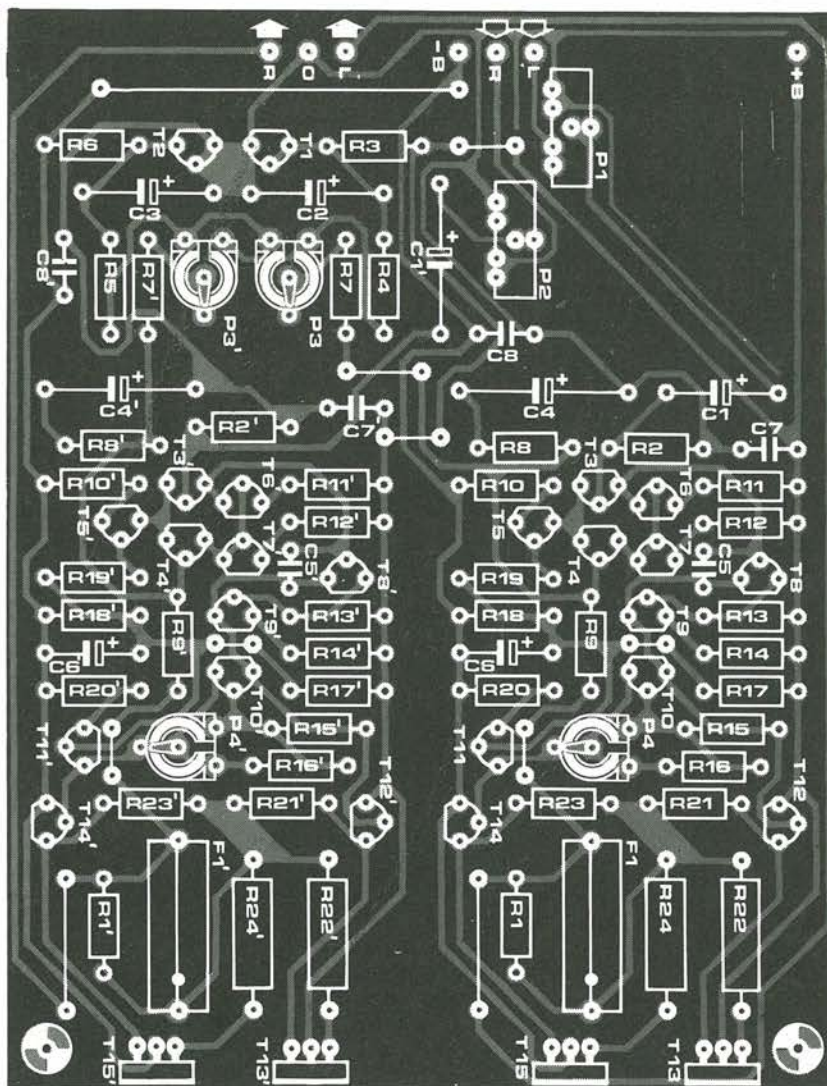 R O L -B R L +B
R6 T2 T1 R3 P1
C3 C2 C1' P2
C8' R5 R7' P3' P3 R7 R4 C8
C4' C7' C4 C1
R8' R2' R8 R2 C7
R10' T3' T6' R11' R10 T3 T6 R11
T5' R12' T5 R12
T4' T7' C5' T8' T4 T7 C5 T8
R19' R19
R18' R9' T9' R13' R18 R9 T9 R13
C6' R14' C6 R14
R20' T10' R17' R20 T10 R17
T11' P4' R15' T11 P4 R15
R16' R16
T14' R23' R21' T12' T14 R23 R21 T12
R1' F1' R24' R22' R1 F1 R24 R22
T15' T13' T15 T13